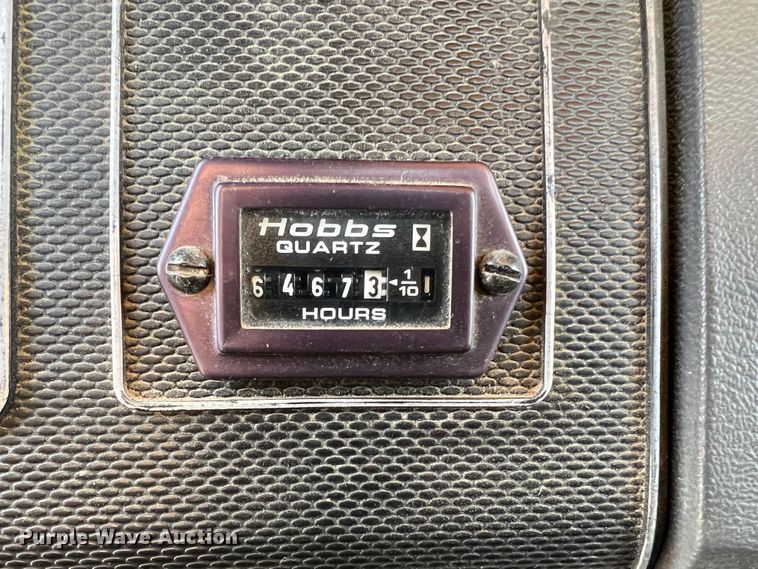 Hobbs
QUARTZ
6 4 6 7 3 1/10
HOURS
Purple Wave Auction